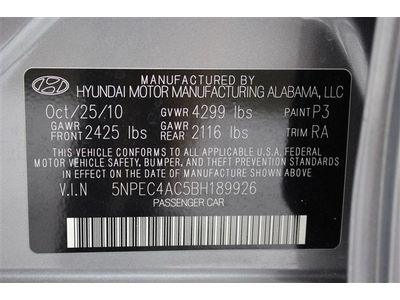 MANUFACTURED BY
HYUNDAI MOTOR MANUFACTURING ALABAMA, LLC
Oct/25/10 GVWR 4299 lbs PAINT P3
GAWR FRONT 2425 lbs GAWR REAR 2116 lbs TRIM RA
THIS VEHICLE CONFORMS TO ALL APPLICABLE U.S.A. FEDERAL
MOTOR VEHICLE SAFETY, BUMPER, AND THEFT PREVENTION STANDARDS
IN EFFECT ON THE DATE OF MANUFACTURE SHOWN ABOVE
V.I.N 5NPEC4AC5BH189926
PASSENGER CAR